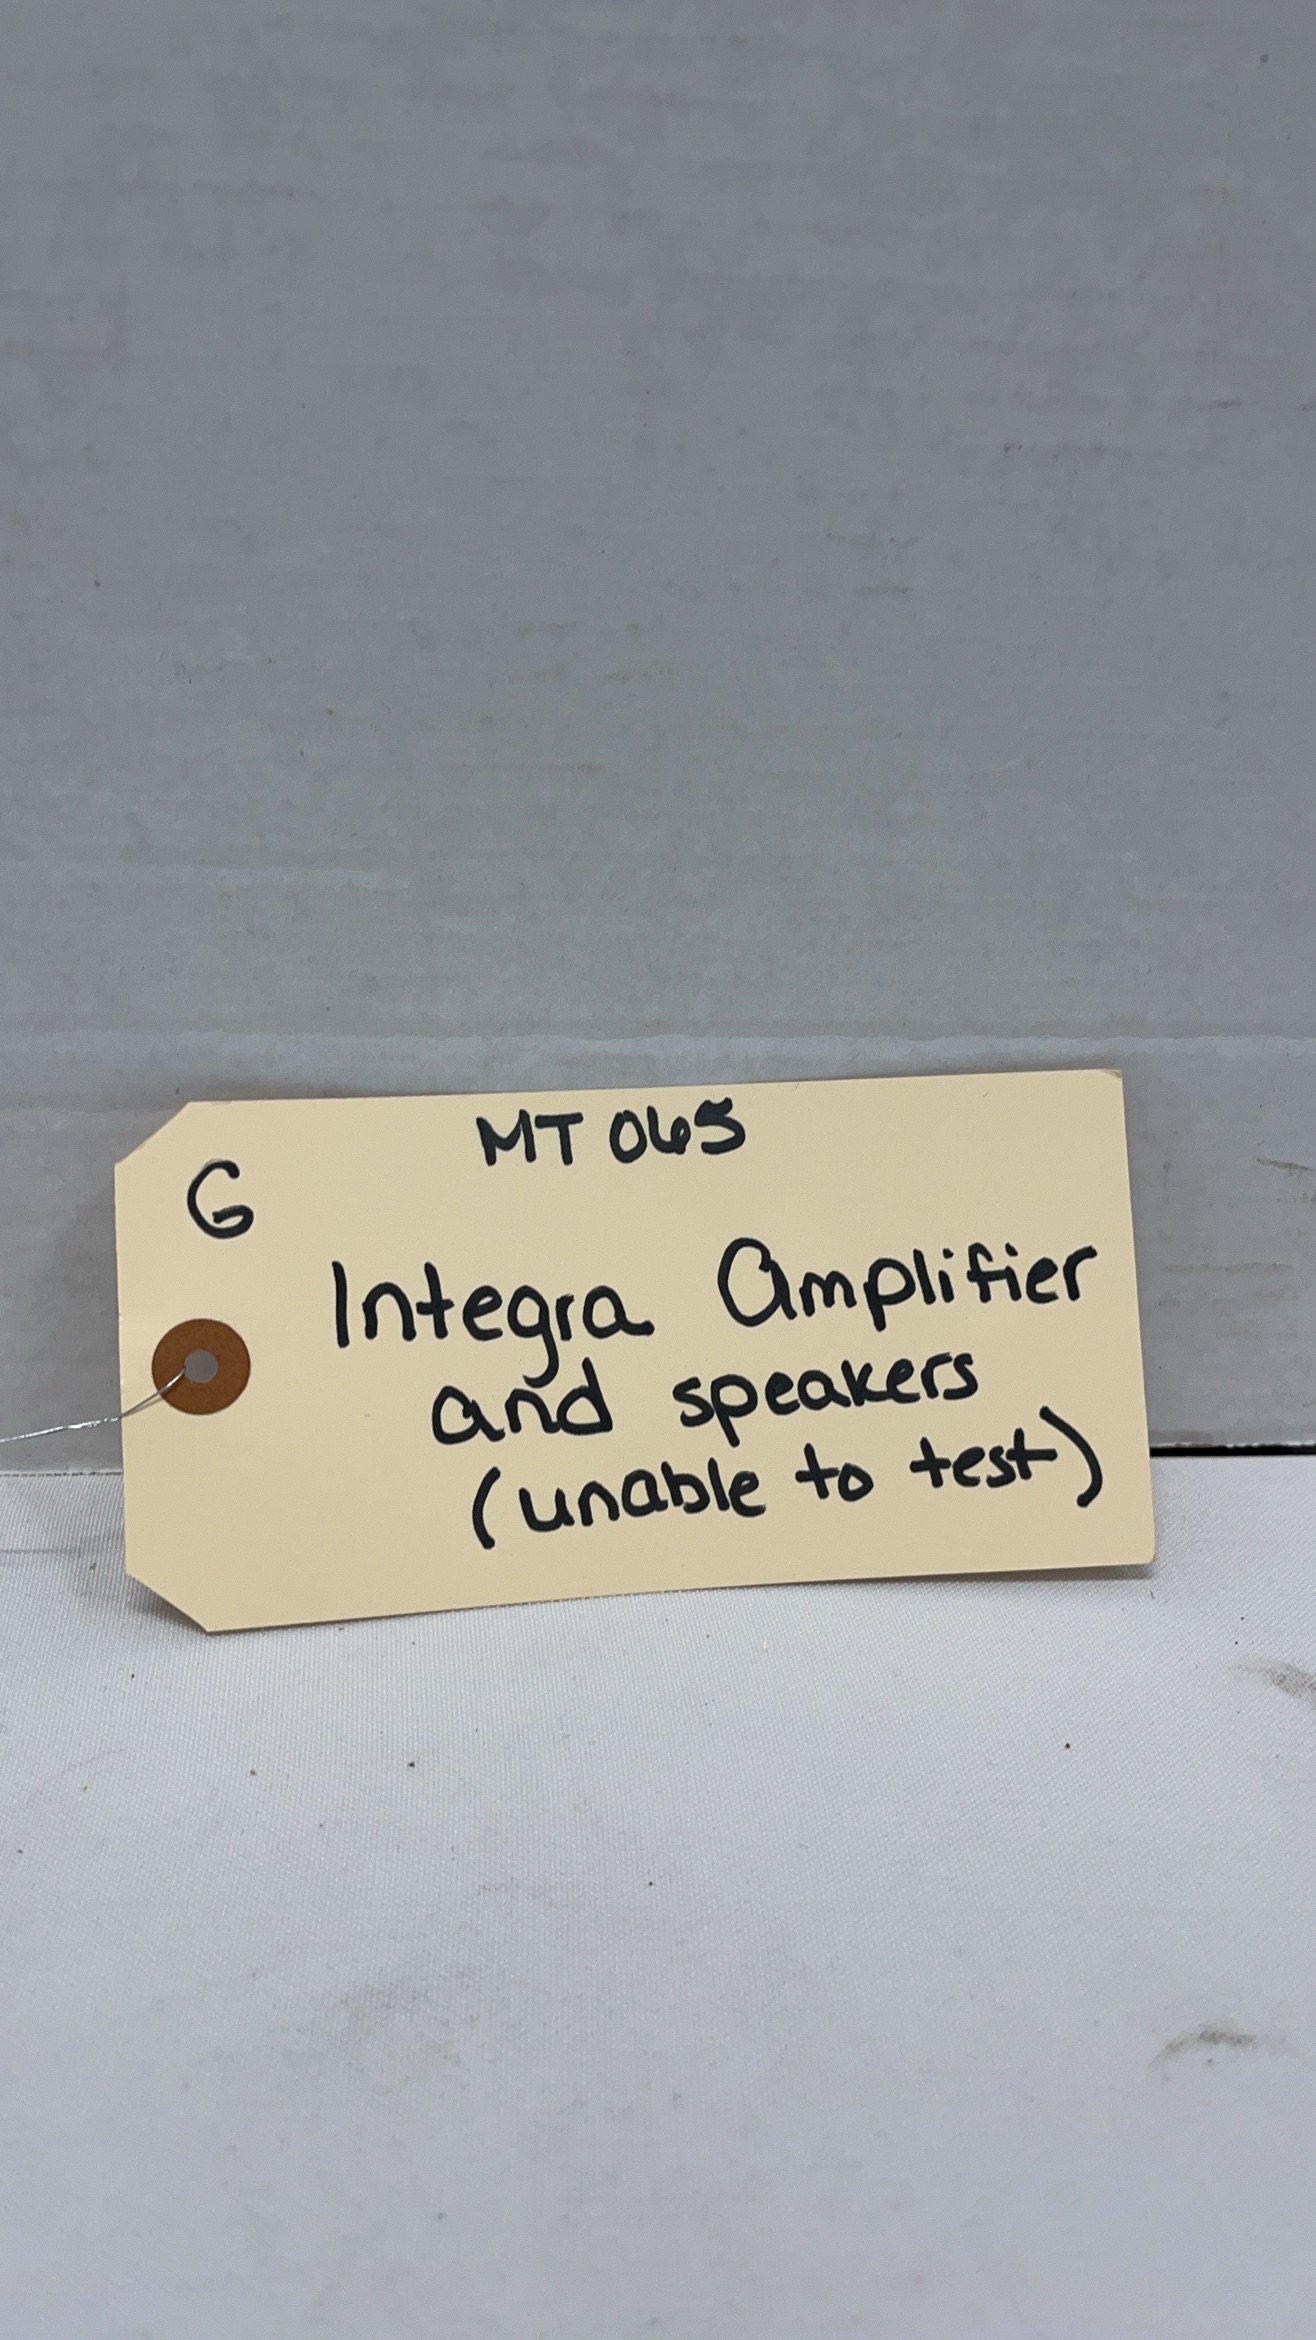 MT 065
G
Integra Amplifier
and speakers
(unable to test)